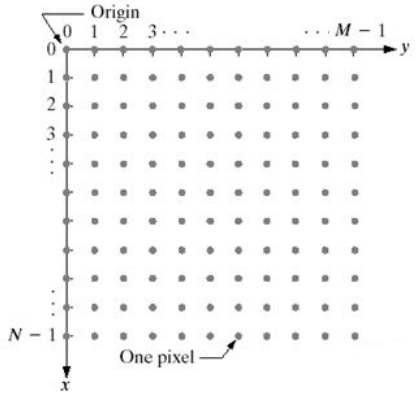 Origin
0 1 2 3 · · · · · · M − 1
0 y
1
2
3
⋮
⋮
N − 1
One pixel
x